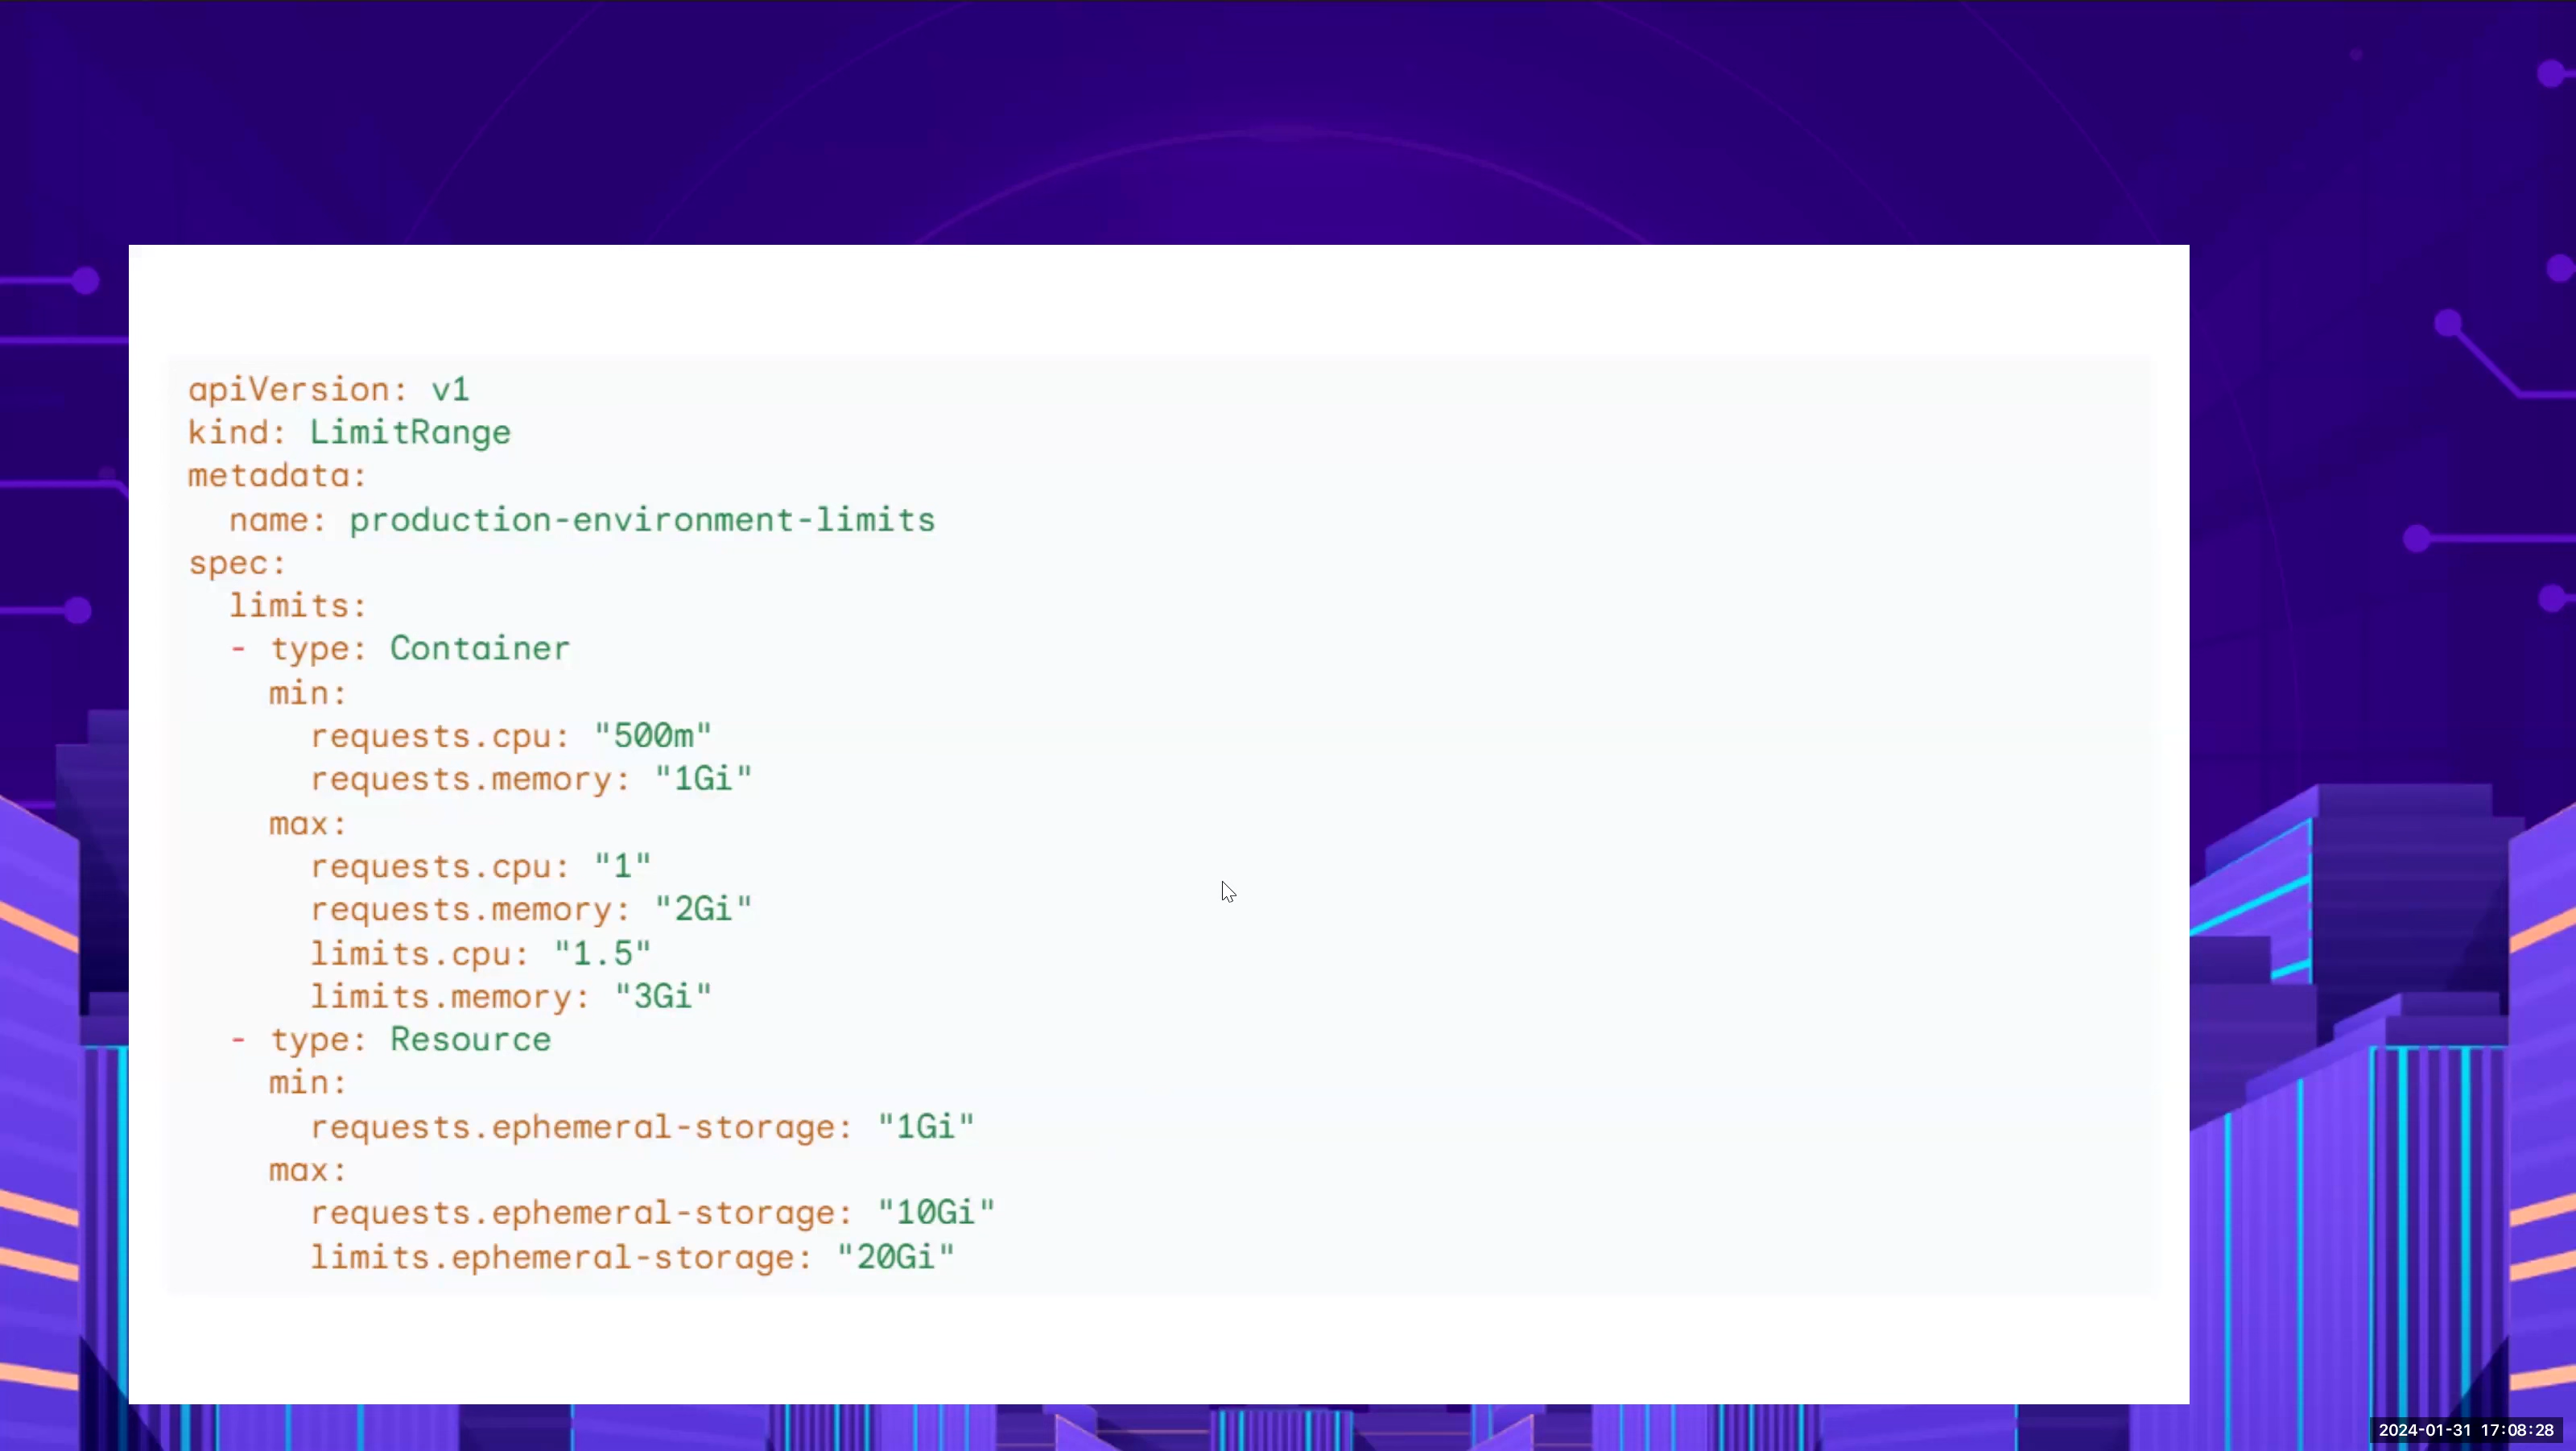 apiVersion: v1
kind: LimitRange
metadata:
  name: production-environment-limits
spec:
  limits:
  - type: Container
    min:
      requests.cpu: "500m"
      requests.memory: "1Gi"
    max:
      requests.cpu: "1"
      requests.memory: "2Gi"
      limits.cpu: "1.5"
      limits.memory: "3Gi"
  - type: Resource
    min:
      requests.ephemeral-storage: "1Gi"
    max:
      requests.ephemeral-storage: "10Gi"
      limits.ephemeral-storage: "20Gi"
2024-01-31 17:08:28